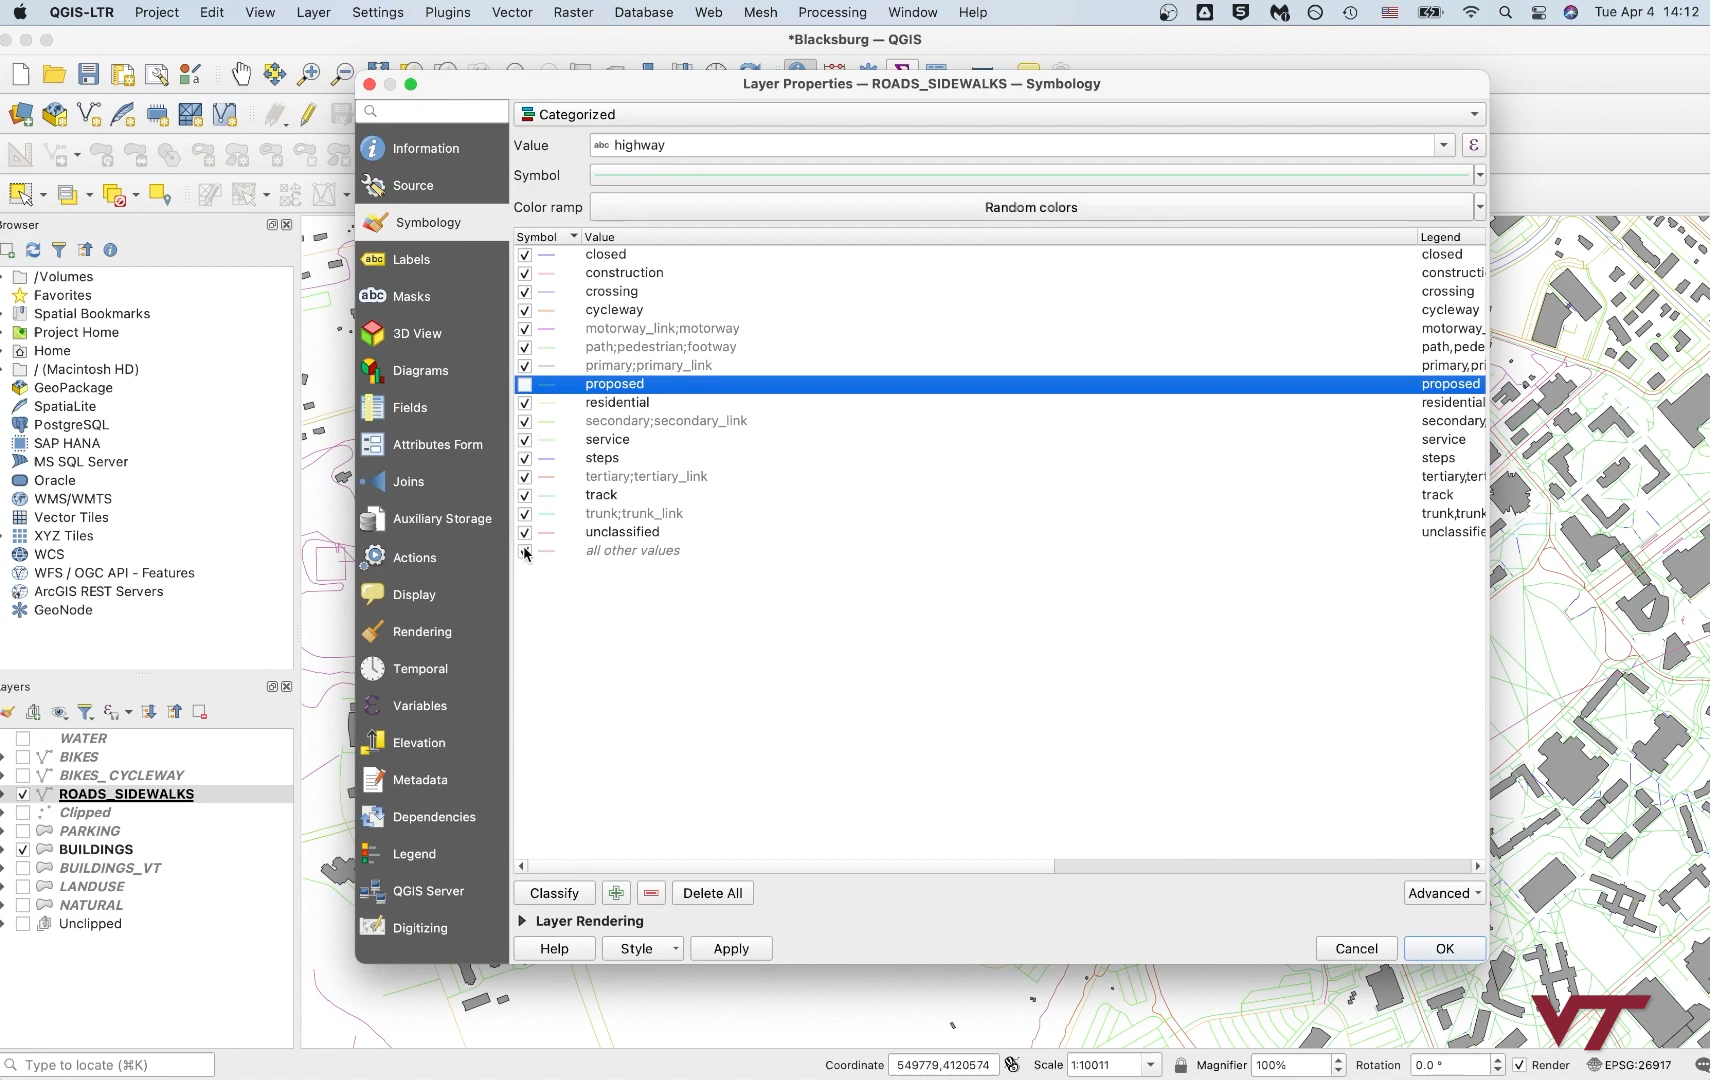 QGIS-LTR Project Edit View Layer Settings Plugins Vector Raster Database Web Mesh Processing Window Help Tue Apr 4 14:12
*Blacksburg — QGIS
Layer Properties — ROADS_SIDEWALKS — Symbology
Information
Source
Symbology
Labels
Masks
3D View
Diagrams
Fields
Attributes Form
Joins
Auxiliary Storage
Actions
Display
Rendering
Temporal
Variables
Elevation
Metadata
Dependencies
Legend
QGIS Server
Digitizing
Categorized
Value abc highway ε
Symbol
Color ramp Random colors
Symbol Value Legend
closed closed
construction constructi
crossing crossing
cycleway cycleway
motorway_link;motorway motorway_
path;pedestrian;footway path,pede
primary;primary_link primary,pri
proposed proposed
residential residential
secondary;secondary_link secondary,
service service
steps steps
tertiary;tertiary_link tertiary,tert
track track
trunk;trunk_link trunk,trunk
unclassified unclassifie
all other values
Classify Delete All Advanced
Layer Rendering
Help Style Apply Cancel OK
Browser
/Volumes
Favorites
Spatial Bookmarks
Project Home
Home
/ (Macintosh HD)
GeoPackage
SpatiaLite
PostgreSQL
SAP HANA
MS SQL Server
Oracle
WMS/WMTS
Vector Tiles
XYZ Tiles
WCS
WFS / OGC API - Features
ArcGIS REST Servers
GeoNode
ayers
WATER
BIKES
BIKES_CYCLEWAY
ROADS_SIDEWALKS
Clipped
PARKING
BUILDINGS
BUILDINGS_VT
LANDUSE
NATURAL
Unclipped
Type to locate (⌘K) Coordinate 549779,4120574 Scale 1:10011 Magnifier 100% Rotation 0.0 ° Render EPSG:26917
VT